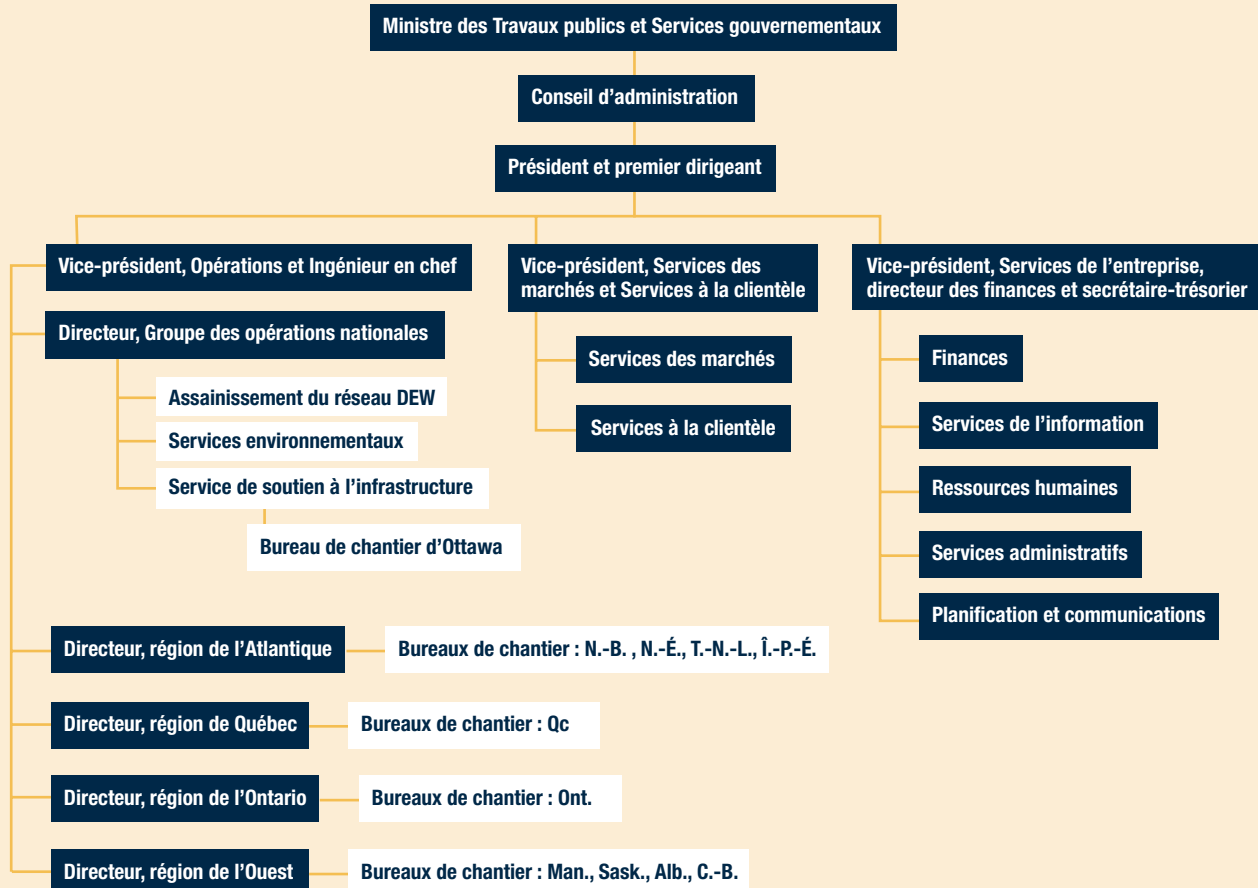 Ministre des Travaux publics et Services gouvernementaux
Conseil d’administration
Président et premier dirigeant
Vice-président, Opérations et Ingénieur en chef
Directeur, Groupe des opérations nationales
Assainissement du réseau DEW
Services environnementaux
Service de soutien à l’infrastructure
Bureau de chantier d’Ottawa
Directeur, région de l’Atlantique
Bureaux de chantier : N.-B. , N.-É., T.-N.-L., Î.-P.-É.
Directeur, région de Québec
Bureaux de chantier : Qc
Directeur, région de l’Ontario
Bureaux de chantier : Ont.
Directeur, région de l’Ouest
Bureaux de chantier : Man., Sask., Alb., C.-B.
Vice-président, Services des
marchés et Services à la clientèle
Services des marchés
Services à la clientèle
Vice-président, Services de l’entreprise,
directeur des finances et secrétaire-trésorier
Finances
Services de l’information
Ressources humaines
Services administratifs
Planification et communications